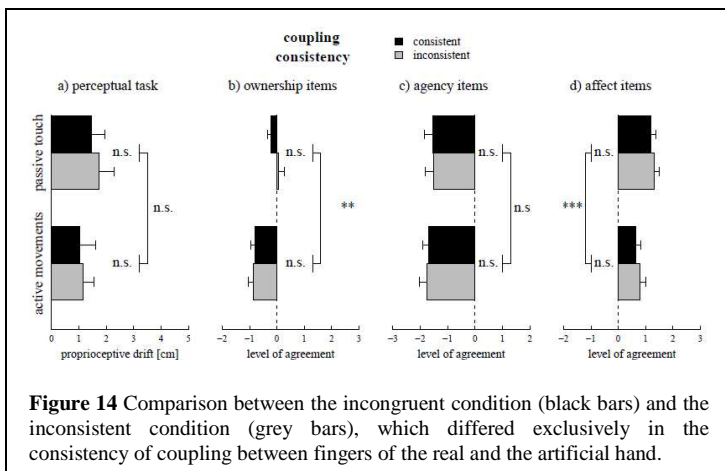 coupling
consistency
consistent
inconsistent
a) perceptual task
b) ownership items
c) agency items
d) affect items
passive touch
active movements
n.s.
n.s.
n.s.
n.s.
**
n.s.
n.s.
n.s
n.s.
n.s.
***
n.s.
0 1 2 3 4 5
proprioceptive drift [cm]
−2 −1 0 1 2 3
level of agreement
−3 −2 −1 0 1 2
level of agreement
−2 −1 0 1 2 3
level of agreement
Figure 14 Comparison between the incongruent condition (black bars) and the
inconsistent condition (grey bars), which differed exclusively in the
consistency of coupling between fingers of the real and the artificial hand.